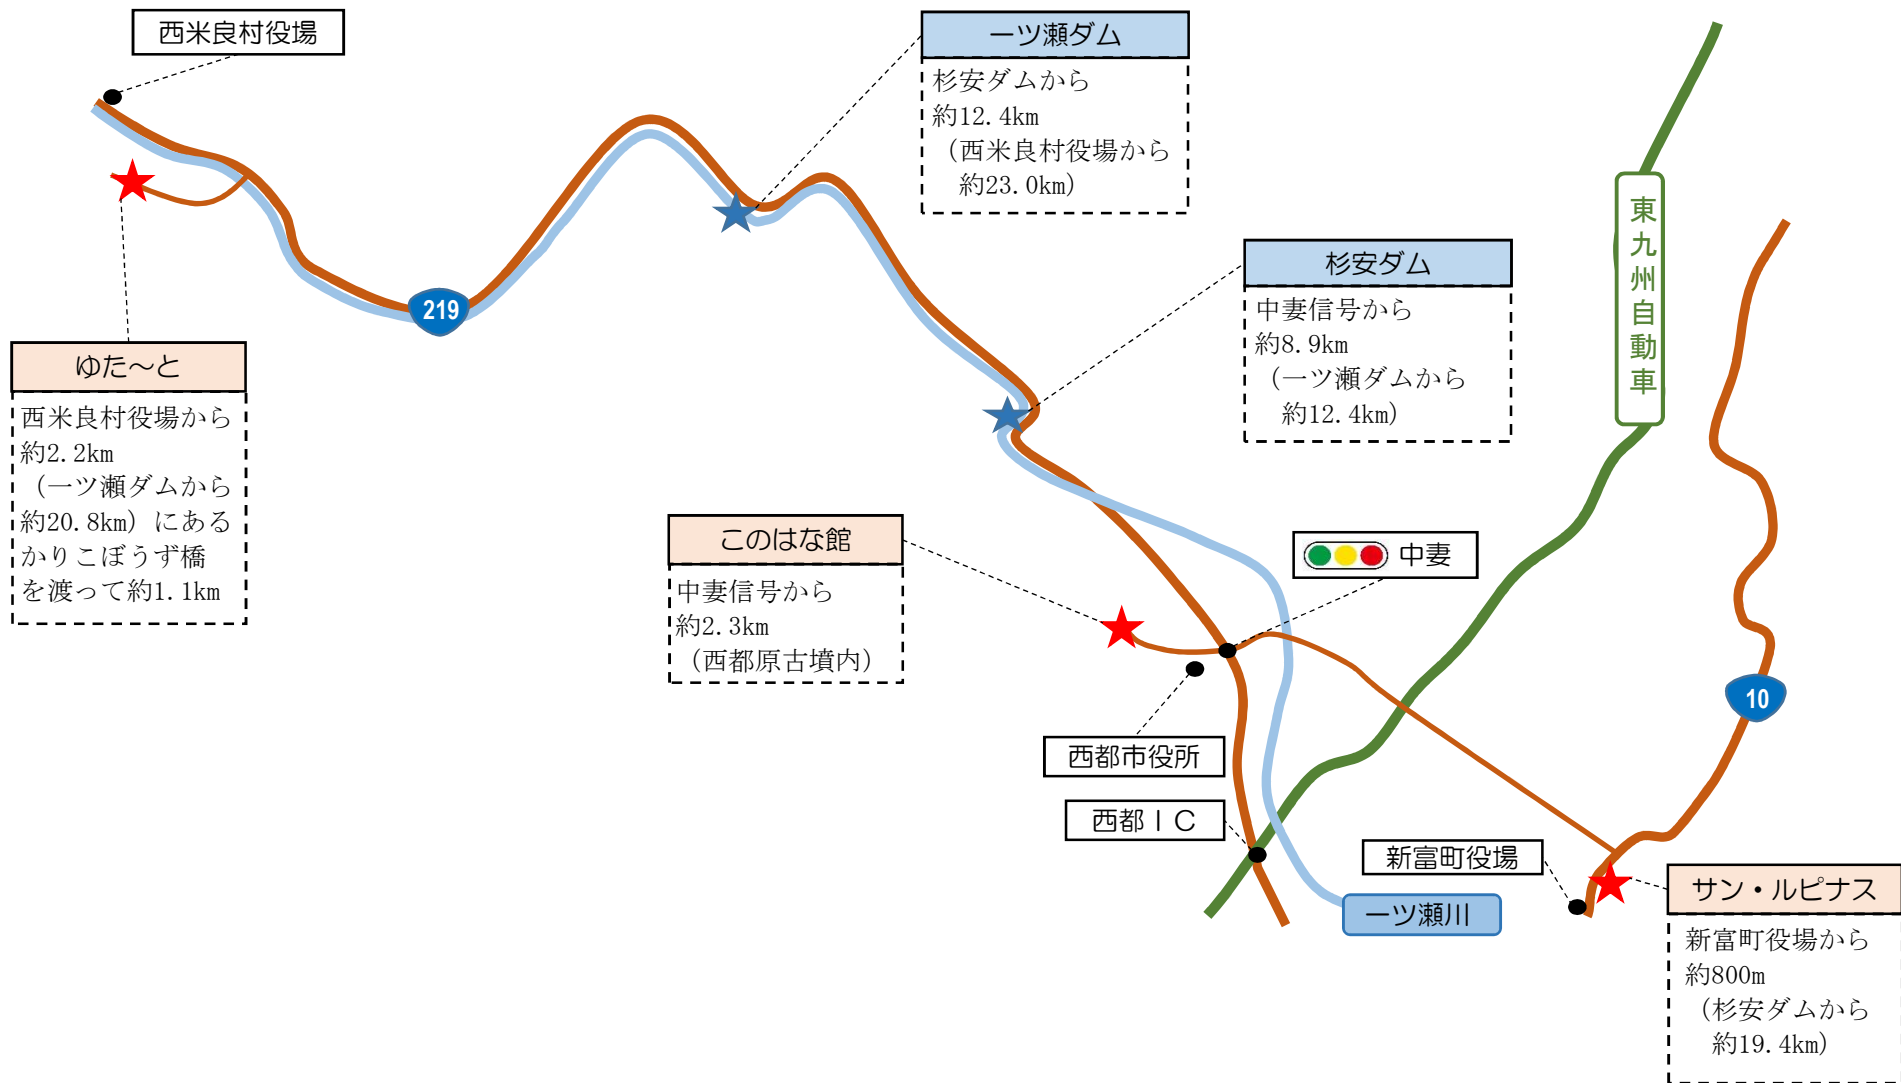 西米良村役場
一ツ瀬ダム
杉安ダムから
約12.4km
（西米良村役場から
約23.0km）
東九州自動車
杉安ダム
中妻信号から
約8.9km
（一ツ瀬ダムから
約12.4km）
219
ゆた～と
西米良村役場から
約2.2km
（一ツ瀬ダムから
約20.8km）にある
かりこぼうず橋
を渡って約1.1km
このはな館
中妻信号から
約2.3km
（西都原古墳内）
中妻
10
西都市役所
西都ＩＣ
新富町役場
一ツ瀬川
サン・ルピナス
新富町役場から
約800m
（杉安ダムから
約19.4km）